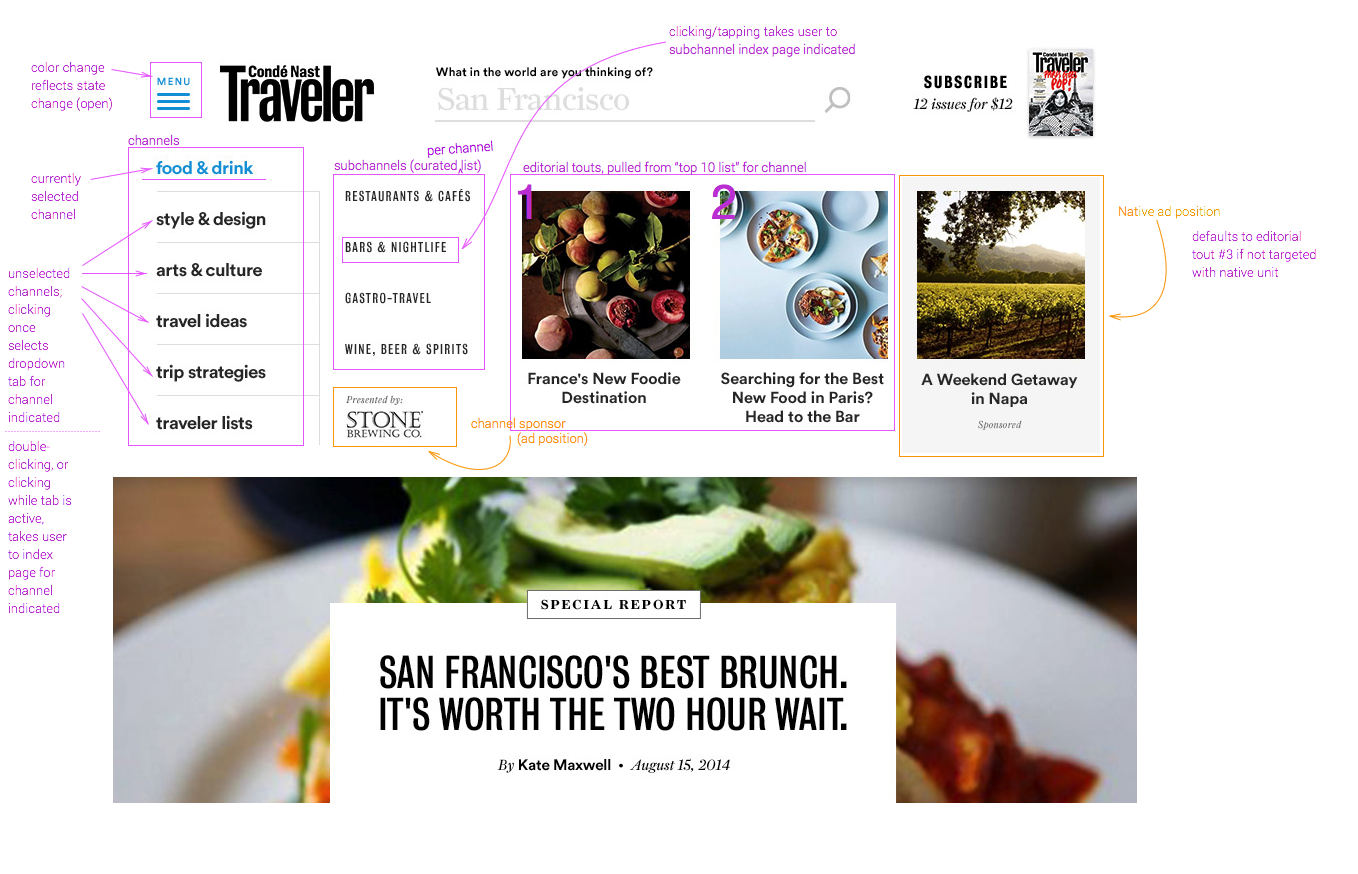 clicking/tapping takes user to
subchannel index page indicated
color change
reflects state
change (open)
MENU
Condé Nast
Traveler
What in the world are you thinking of?
San Francisco
SUBSCRIBE
12 issues for $12
Condé Nast
Traveler
POP!
channels
per channel
subchannels (curated list)
editorial touts, pulled from “top 10 list” for channel
currently
selected
channel
food & drink
style & design
arts & culture
travel ideas
trip strategies
traveler lists
RESTAURANTS & CAFÉS
BARS & NIGHTLIFE
GASTRO-TRAVEL
WINE, BEER & SPIRITS
Presented by:
STONE
BREWING CO.
channel sponsor
(ad position)
1
France's New Foodie
Destination
2
Searching for the Best
New Food in Paris?
Head to the Bar
A Weekend Getaway
in Napa
Sponsored
Native ad position
defaults to editorial
tout #3 if not targeted
with native unit
unselected
channels;
clicking
once
selects
dropdown
tab for
channel
indicated
double-
clicking, or
clicking
while tab is
active,
takes user
to index
page for
channel
indicated
SPECIAL REPORT
SAN FRANCISCO'S BEST BRUNCH.
IT'S WORTH THE TWO HOUR WAIT.
By Kate Maxwell • August 15, 2014